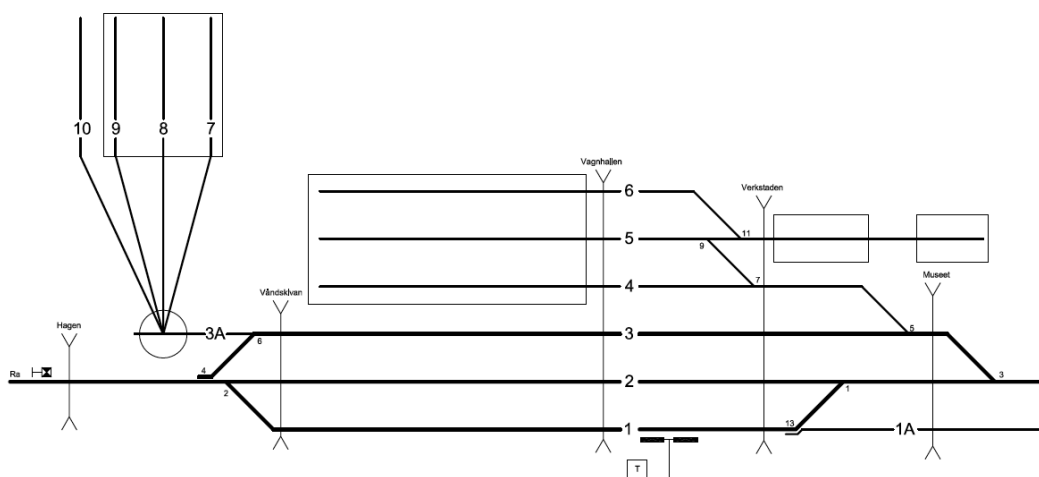 10 9 8 7
Vagnhallen
6
Verkstaden
5 9 11
Museet
4 7
Våndskivan
Hagen
3A 6 3 5
Ra 4 2 1 3
2
1 13 1A
T